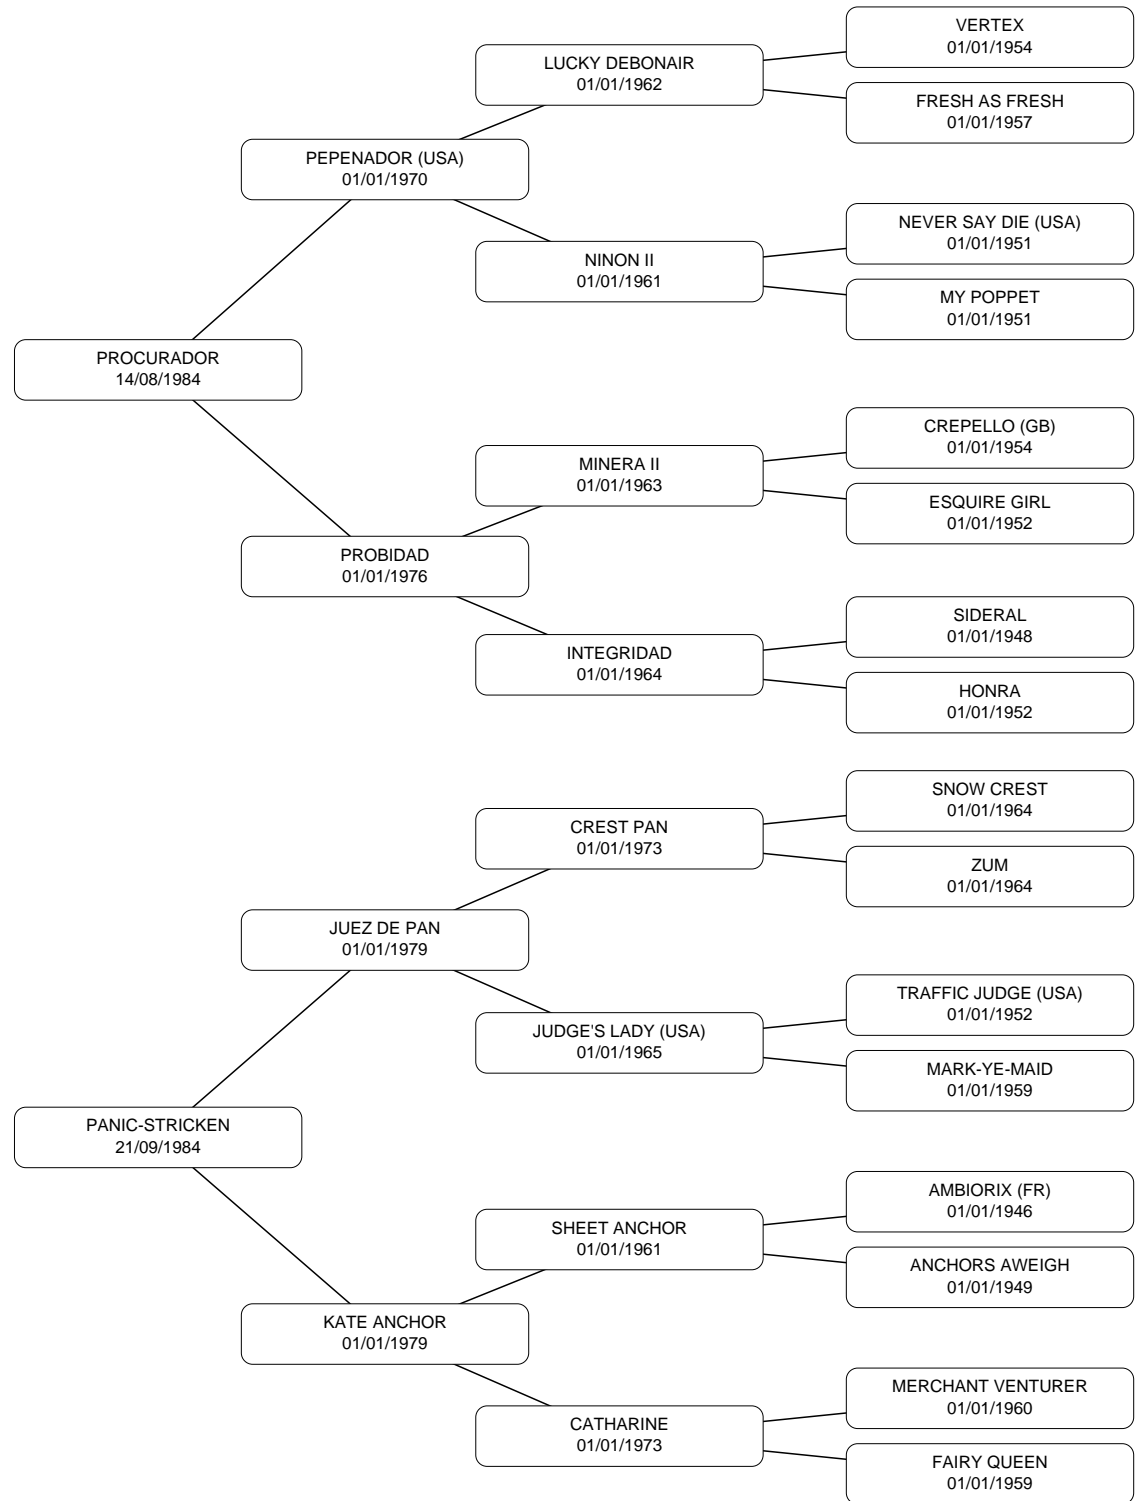 VERTEX
01/01/1954
LUCKY DEBONAIR
01/01/1962
FRESH AS FRESH
01/01/1957
PEPENADOR (USA)
01/01/1970
NEVER SAY DIE (USA)
01/01/1951
NINON II
01/01/1961
MY POPPET
01/01/1951
PROCURADOR
14/08/1984
CREPELLO (GB)
01/01/1954
MINERA II
01/01/1963
ESQUIRE GIRL
01/01/1952
PROBIDAD
01/01/1976
SIDERAL
01/01/1948
INTEGRIDAD
01/01/1964
HONRA
01/01/1952
SNOW CREST
01/01/1964
CREST PAN
01/01/1973
ZUM
01/01/1964
JUEZ DE PAN
01/01/1979
TRAFFIC JUDGE (USA)
01/01/1952
JUDGE'S LADY (USA)
01/01/1965
MARK-YE-MAID
01/01/1959
PANIC-STRICKEN
21/09/1984
AMBIORIX (FR)
01/01/1946
SHEET ANCHOR
01/01/1961
ANCHORS AWEIGH
01/01/1949
KATE ANCHOR
01/01/1979
MERCHANT VENTURER
01/01/1960
CATHARINE
01/01/1973
FAIRY QUEEN
01/01/1959